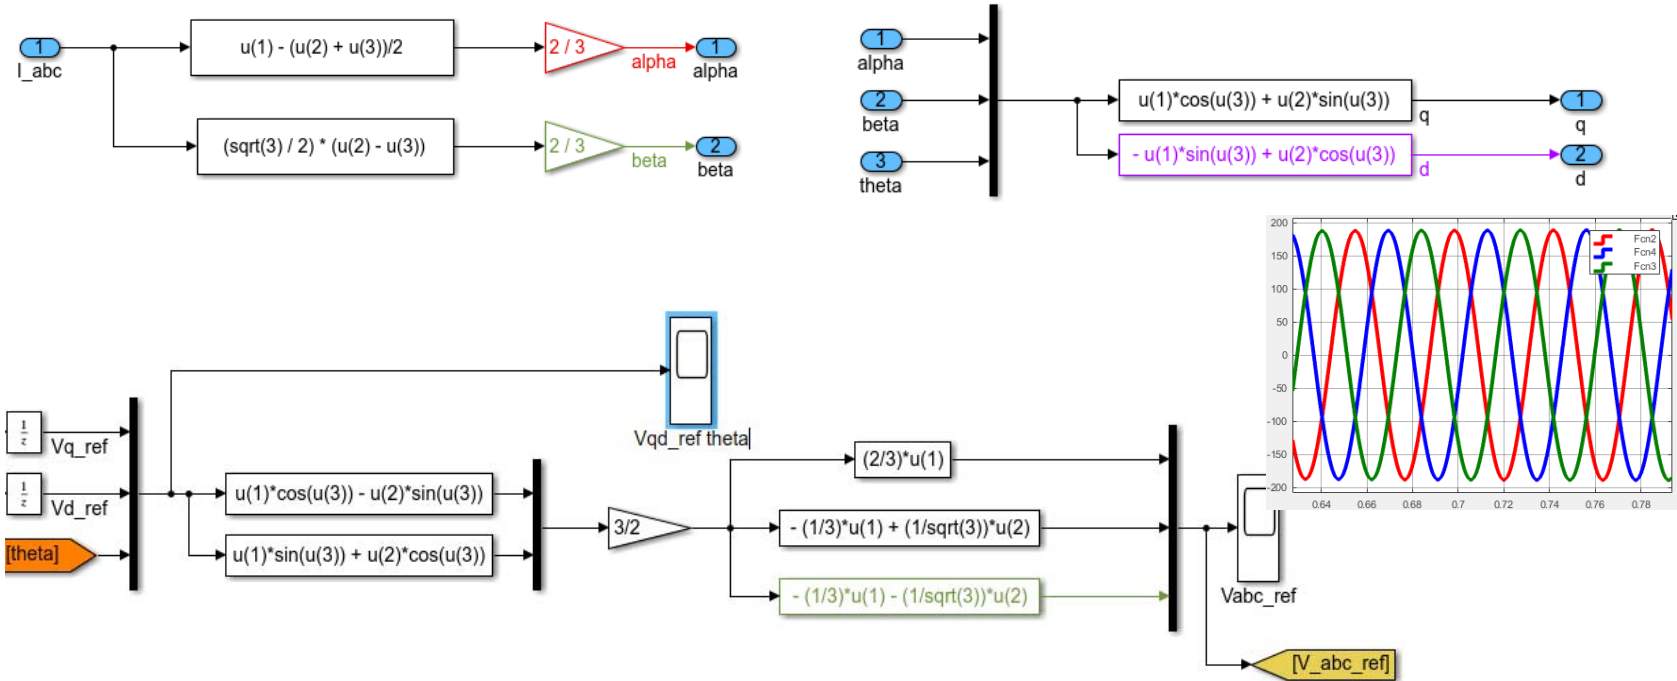 1
I_abc
u(1) - (u(2) + u(3))/2
2 / 3
alpha
1
alpha
(sqrt(3) / 2) * (u(2) - u(3))
2 / 3
beta
2
beta
1
alpha
2
beta
3
theta
u(1)*cos(u(3)) + u(2)*sin(u(3))
q
1
q
- u(1)*sin(u(3)) + u(2)*cos(u(3))
d
2
d
200
150
100
50
0
-50
-100
-150
-200
Fcn2
Fcn4
Fcn3
0.64
0.66
0.68
0.7
0.72
0.74
0.76
0.78
1
z
Vq_ref
1
z
Vd_ref
[theta]
u(1)*cos(u(3)) - u(2)*sin(u(3))
u(1)*sin(u(3)) + u(2)*cos(u(3))
Vqd_ref theta
3/2
(2/3)*u(1)
- (1/3)*u(1) + (1/sqrt(3))*u(2)
- (1/3)*u(1) - (1/sqrt(3))*u(2)
Vabc_ref
[V_abc_ref]